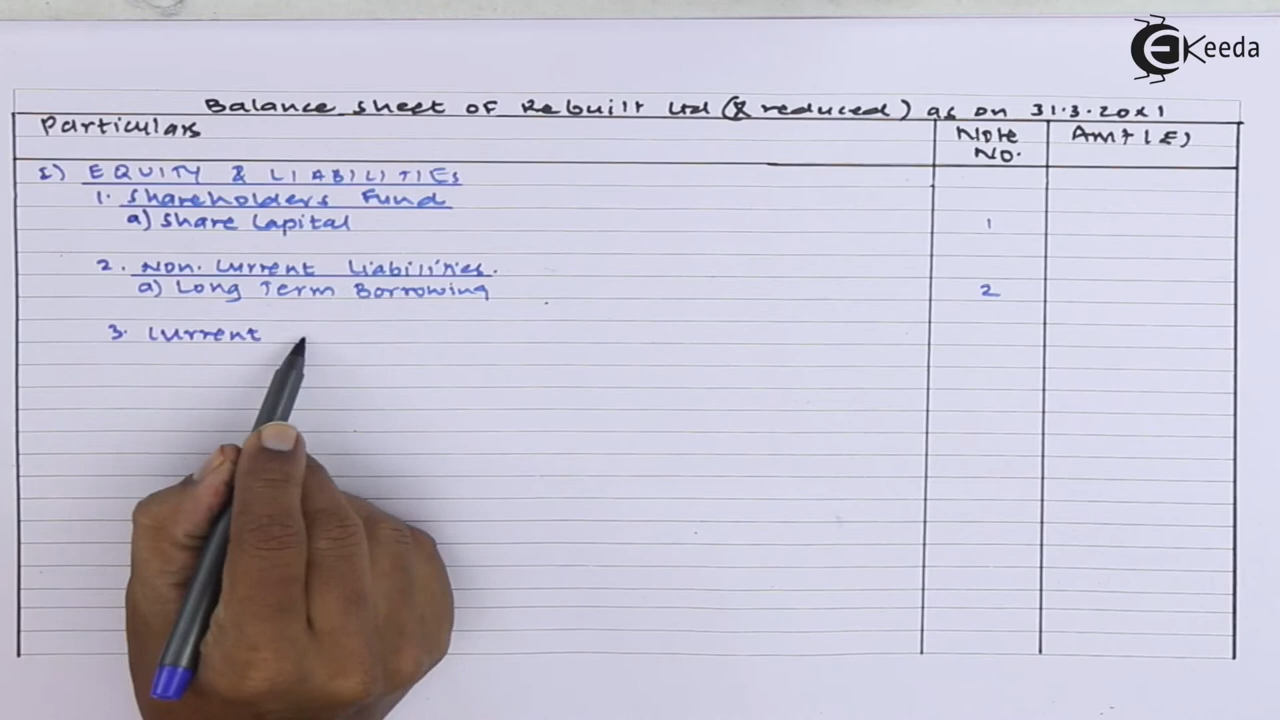 EKeeda
Balance sheet of Rebuilt Ltd (& reduced) as on 31.3.20x1
Particulars Note No. Amt (₹)
I) EQUITY & LIABILITIES
1. Shareholders Fund
a) Share Capital 1
2. Non. Current Liabilities.
a) Long Term Borrowing 2
3. Current